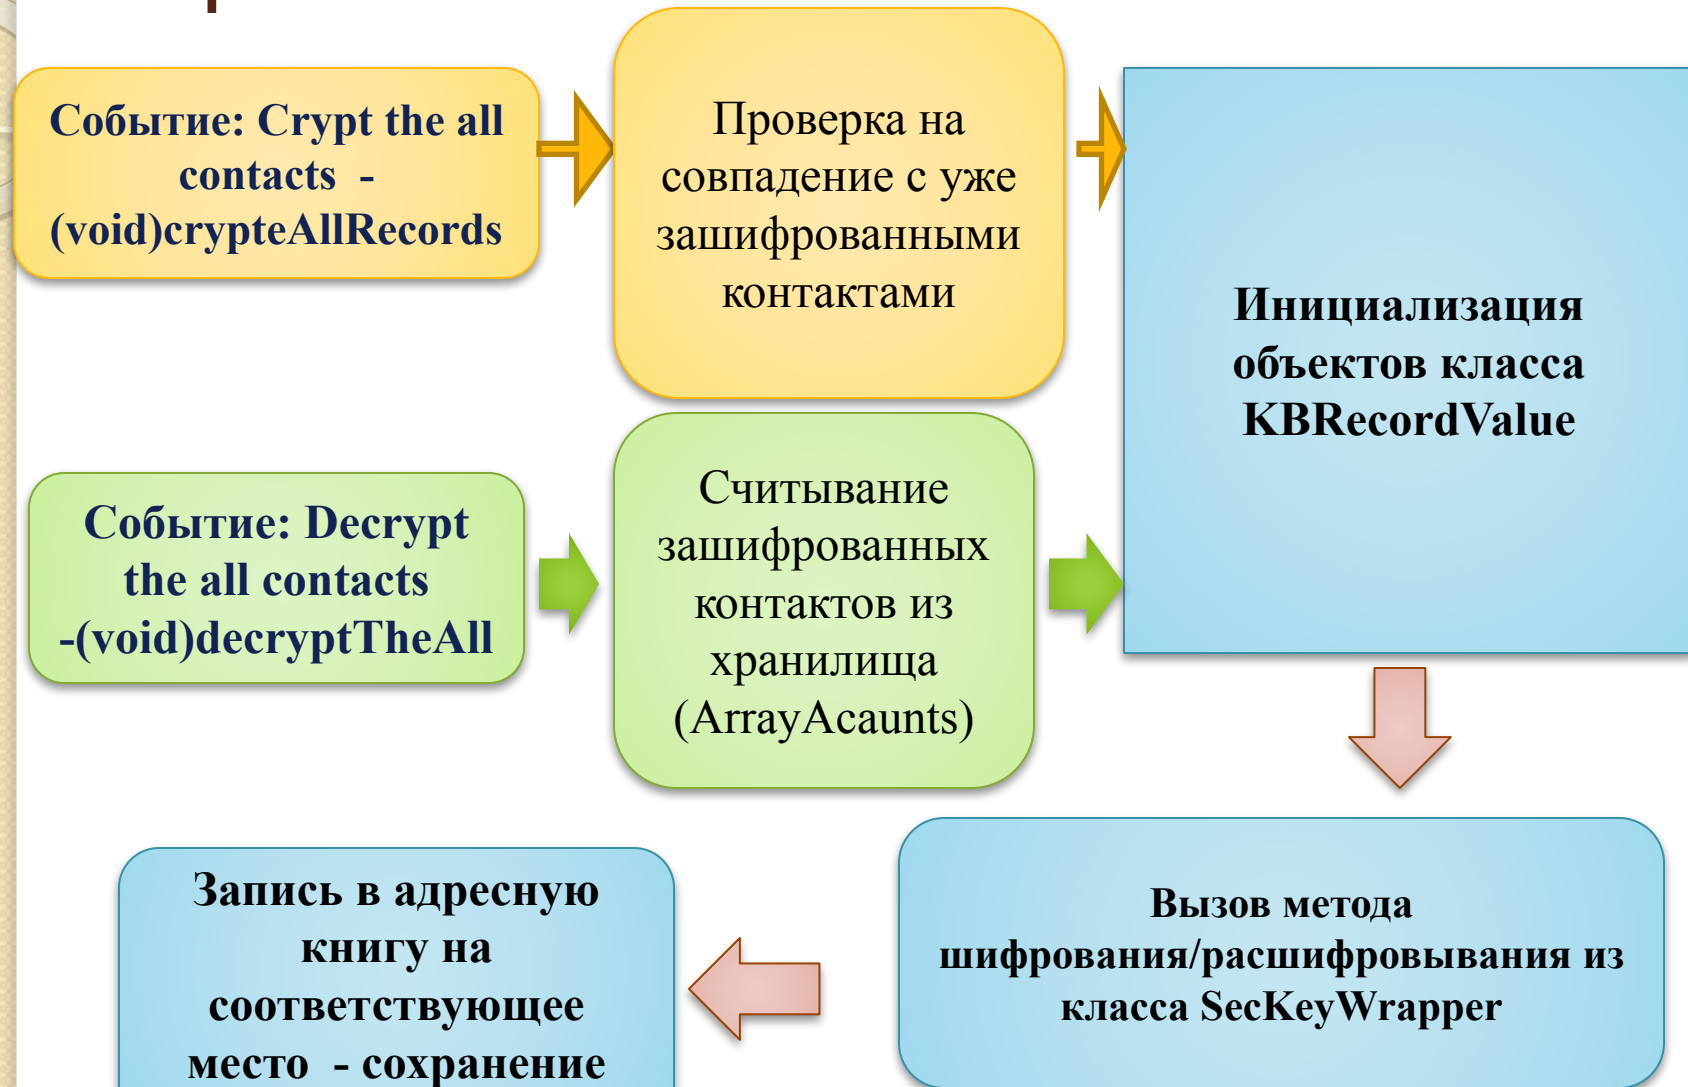 Событие: Crypt the all
contacts -
(void)crypteAllRecords
Проверка на
совпадение с уже
зашифрованными
контактами
Инициализация
объектов класса
KBRecordValue
Событие: Decrypt
the all contacts
-(void)decryptTheAll
Считывание
зашифрованных
контактов из
хранилища
(ArrayAcaunts)
Вызов метода
шифрования/расшифровывания из
класса SecKeyWrapper
Запись в адресную
книгу на
соответствующее
место - сохранение